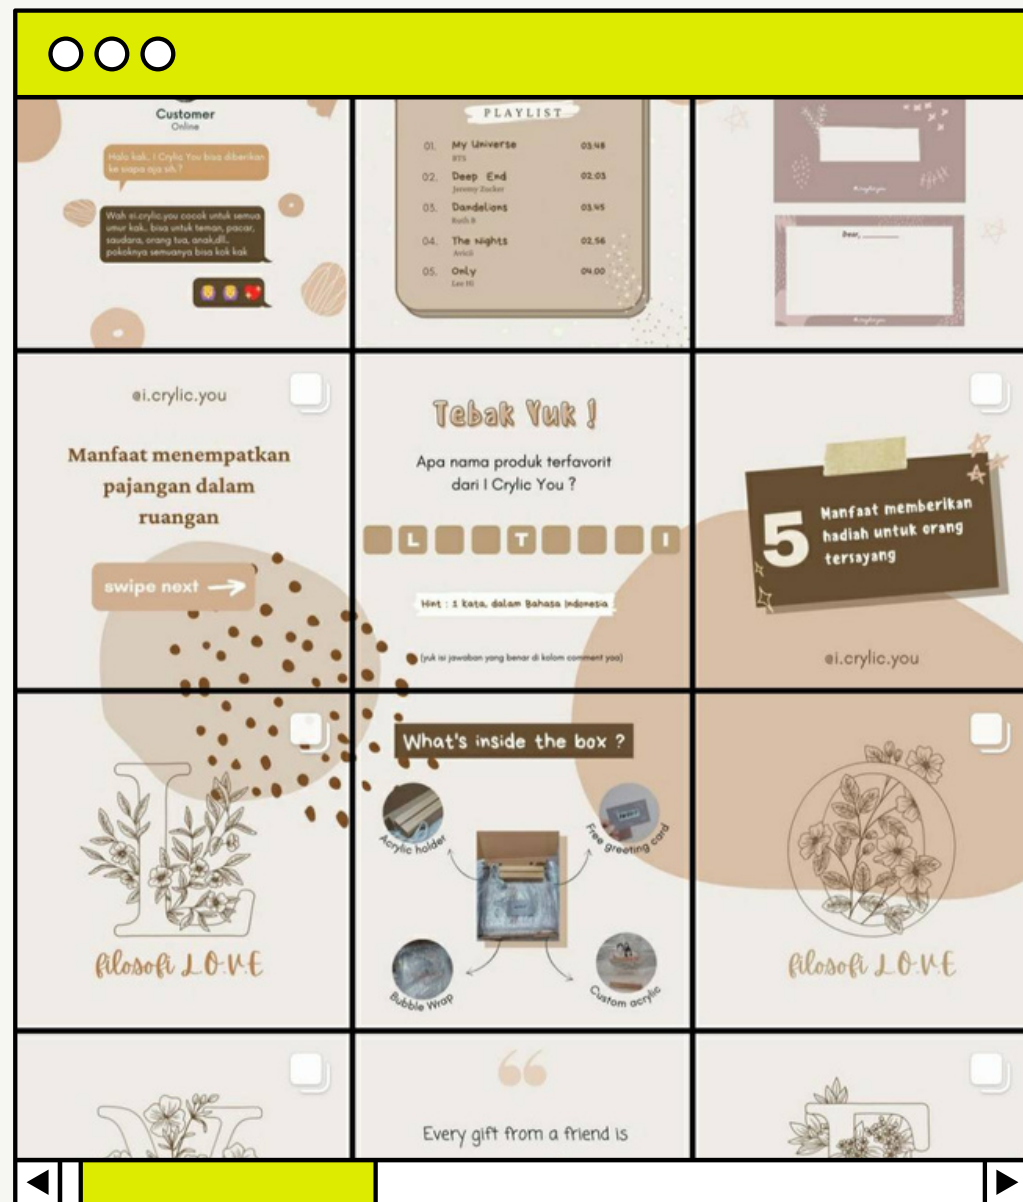 Customer
Online
Halo kak.. I Crylic You bisa diberikan
ke siapa aja sih ?
Wah ei.crylic.you cocok untuk semua
umur kak.. bisa untuk teman, pacar,
saudara, orang tua, anak,dll..
pokoknya semuanya bisa kok kak
PLAYLIST
01. My Universe 03:48
BTS
02. Deep End 02:03
Jeremy Zucker
03. Dandelions 03:45
Ruth B
04. The Nights 02.56
Avicii
05. Only 04.00
Lee Hi
@i.crylic.you
Dear, ________
@i.crylic.you
@i.crylic.you
Manfaat menempatkan
pajangan dalam
ruangan
swipe next
Tebak Yuk !
Apa nama produk terfavorit
dari I Crylic You ?
L T I
Hint : 1 kata, dalam Bahasa Indonesia
(yuk isi jawaban yang benar di kolom comment yaa)
5 Manfaat memberikan
hadiah untuk orang
tersayang
@i.crylic.you
L
filosofi L.O.V.E
What's inside the box ?
Acrylic holder
Free greeting card
Bubble Wrap
Custom acrylic
O
filosofi L.O.V.E
“
Every gift from a friend is